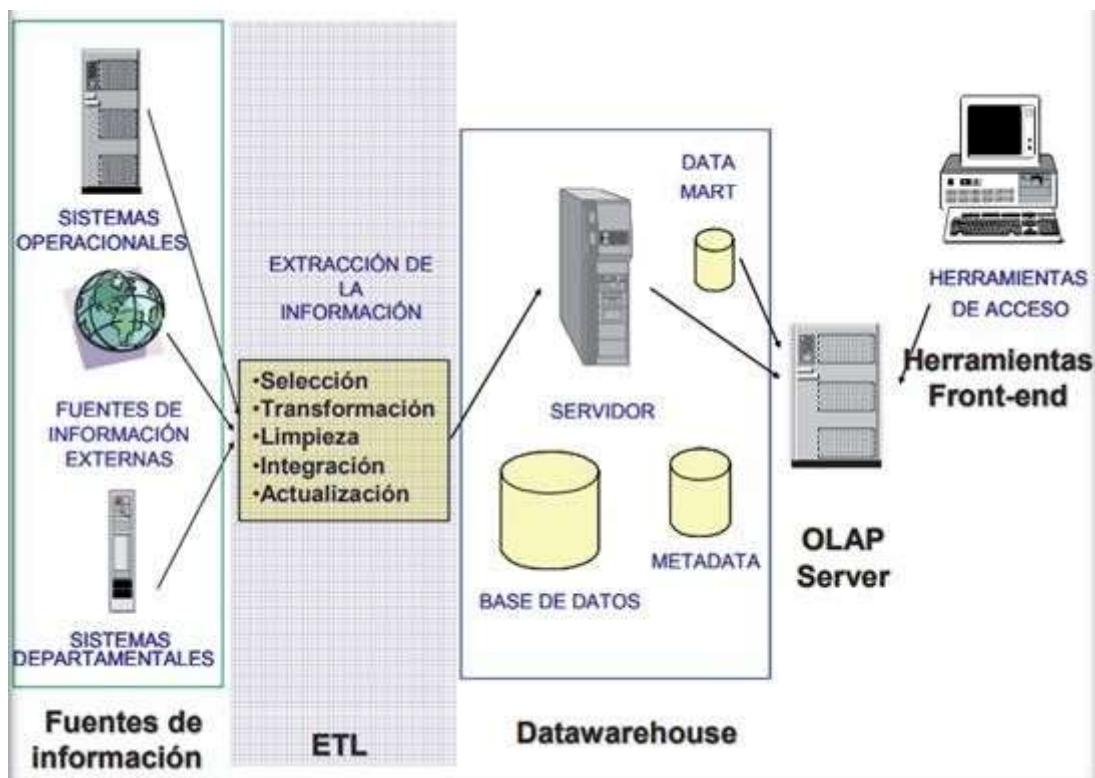 SISTEMAS
OPERACIONALES
FUENTES DE
INFORMACIÓN
EXTERNAS
SISTEMAS
DEPARTAMENTALES
Fuentes de
información
EXTRACCIÓN DE
LA
INFORMACIÓN
•Selección
•Transformación
•Limpieza
•Integración
•Actualización
ETL
DATA
MART
SERVIDOR
BASE DE DATOS
METADATA
Datawarehouse
OLAP
Server
HERRAMIENTAS
DE ACCESO
Herramientas
Front-end